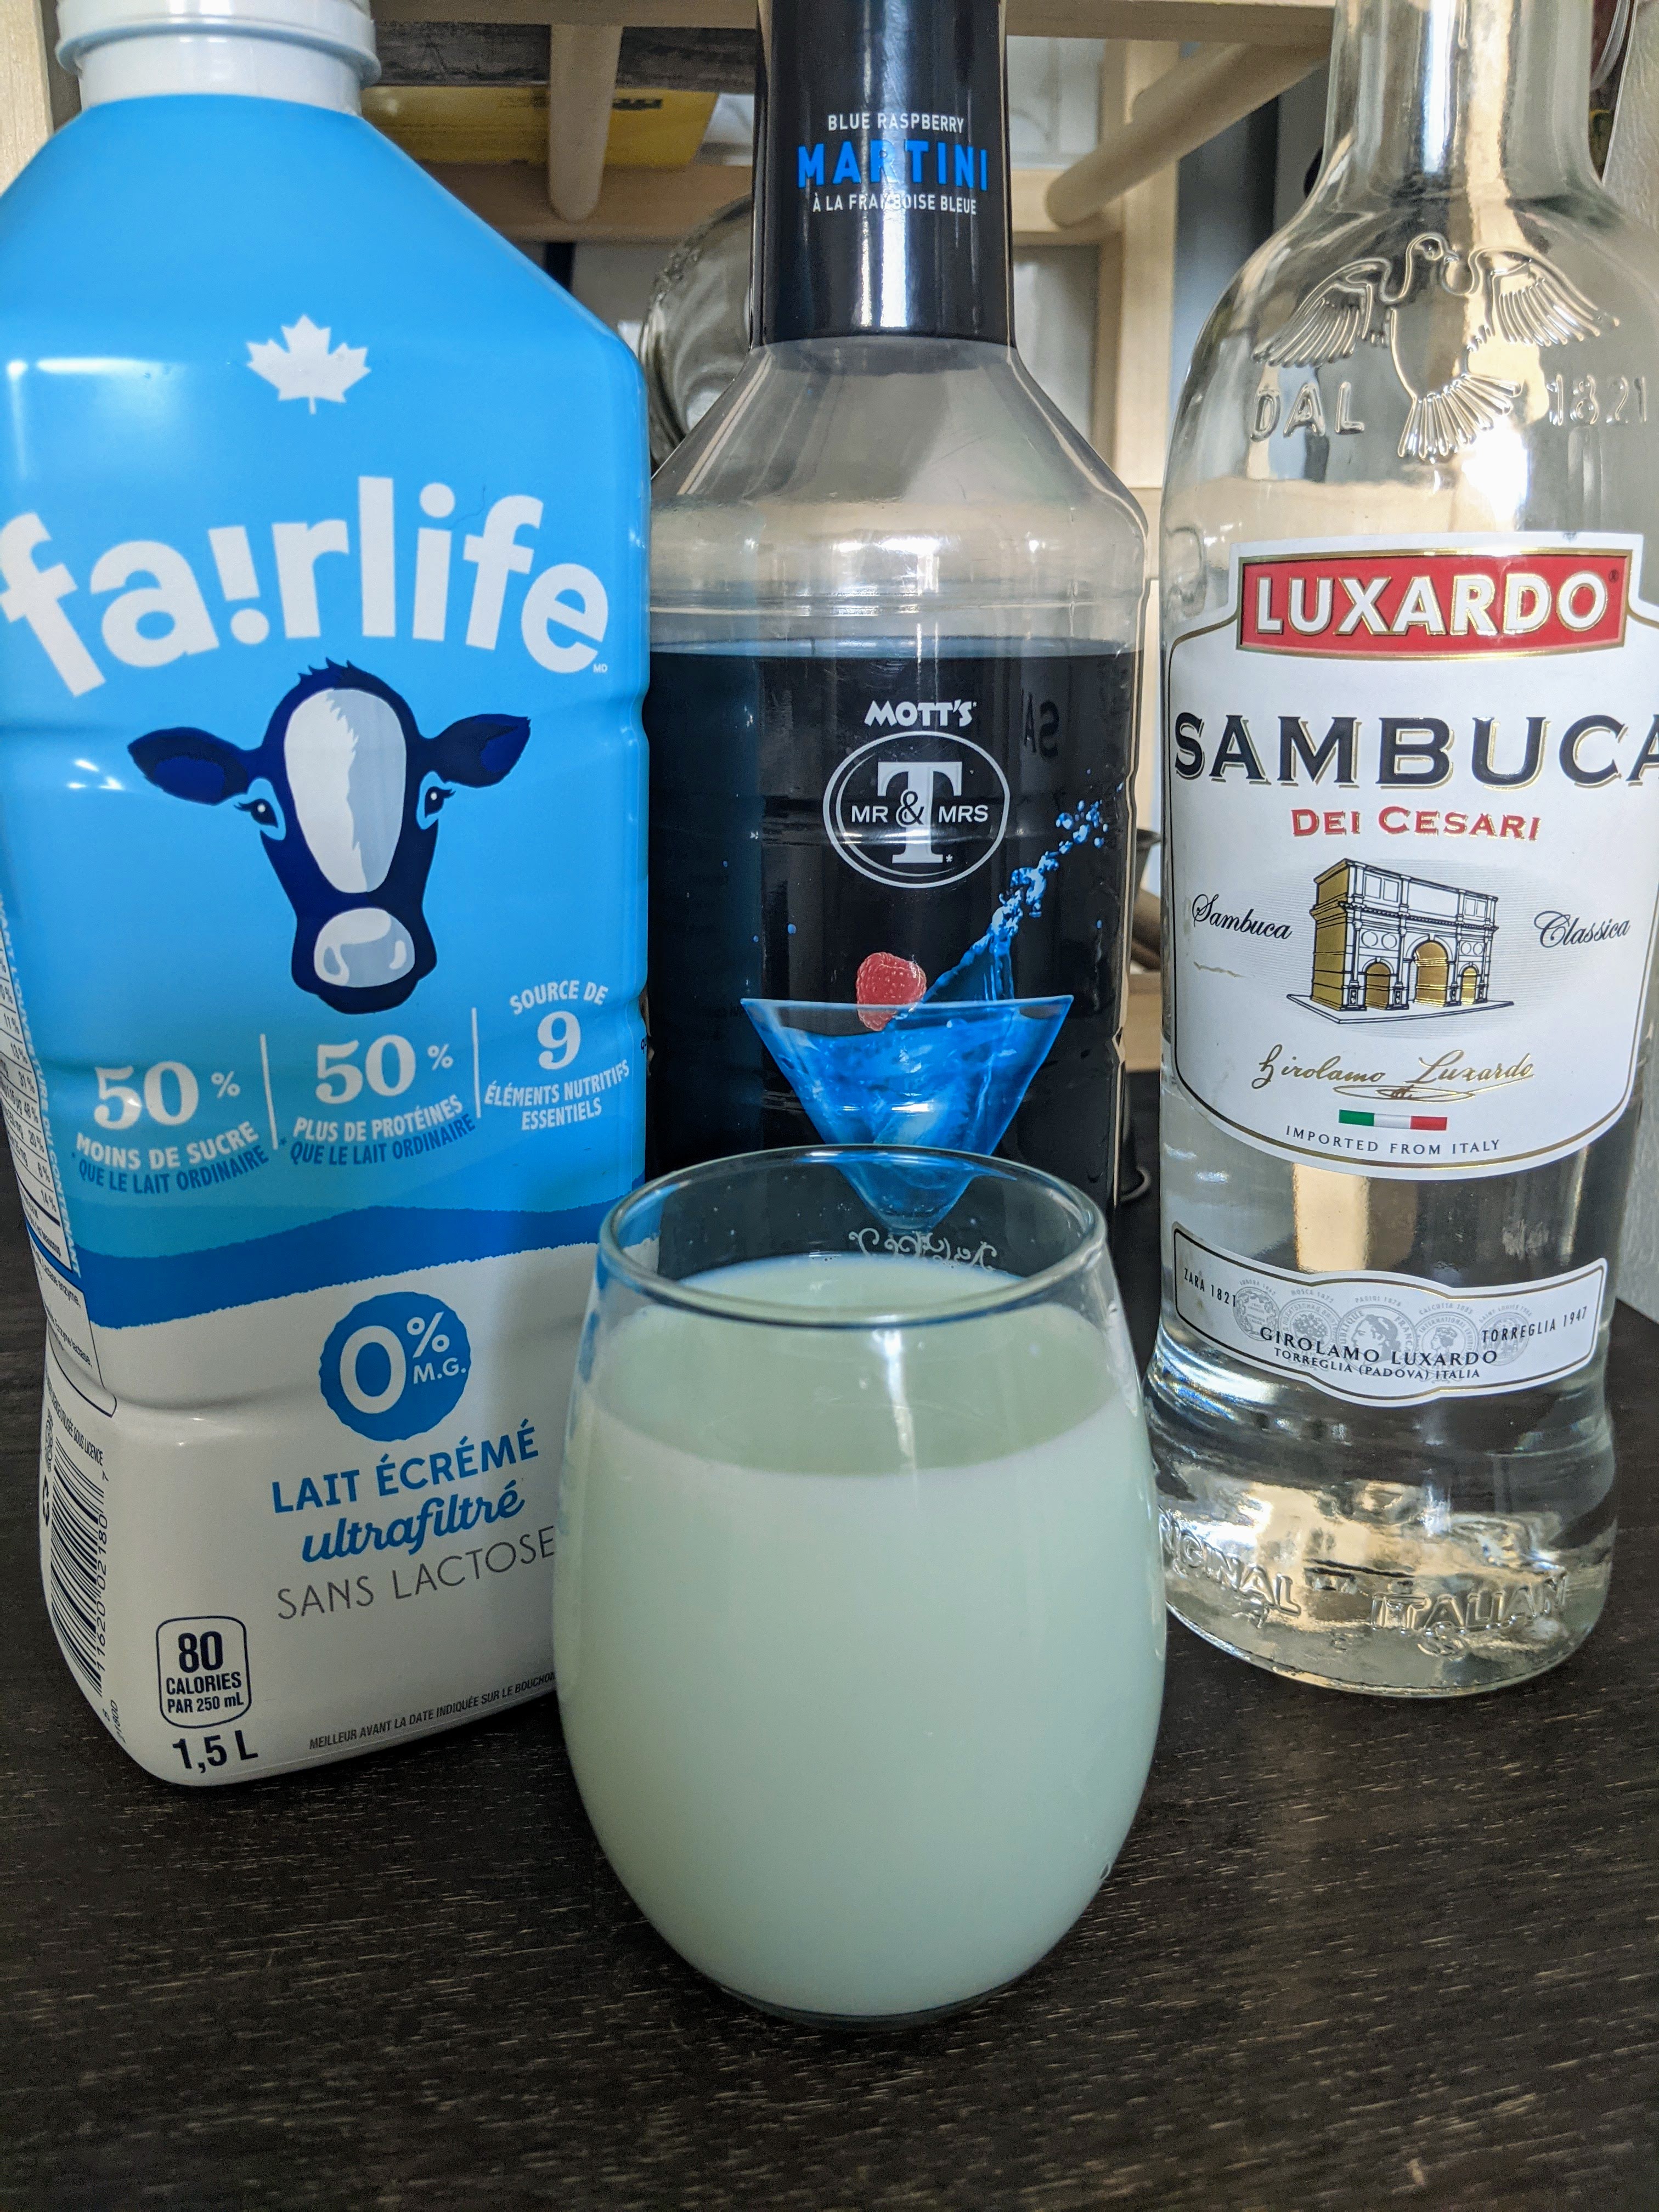 fa!rlife
MD
50 %
MOINS DE SUCRE
*QUE LE LAIT ORDINAIRE
50 %
PLUS DE PROTÉINES
*QUE LE LAIT ORDINAIRE
SOURCE DE
9
ÉLÉMENTS NUTRITIFS
ESSENTIELS
0%
M.G.
LAIT ÉCRÉMÉ
ultrafiltré
SANS LACTOSE
80
CALORIES
PAR 250 mL
1,5 L
MEILLEUR AVANT LA DATE INDIQUÉE SUR LE BOUCHON
BLUE RASPBERRY
MARTINI
À LA FRAMBOISE BLEUE
MOTT'S
MR & MRS
T
DAL 1821
LUXARDO
SAMBUCA
DEI CESARI
Sambuca Classica
Girolamo Luxardo
IMPORTED FROM ITALY
ZARA 1821
TORREGLIA 1947
GIROLAMO LUXARDO
TORREGLIA (PADOVA) ITALIA
ITALIAN